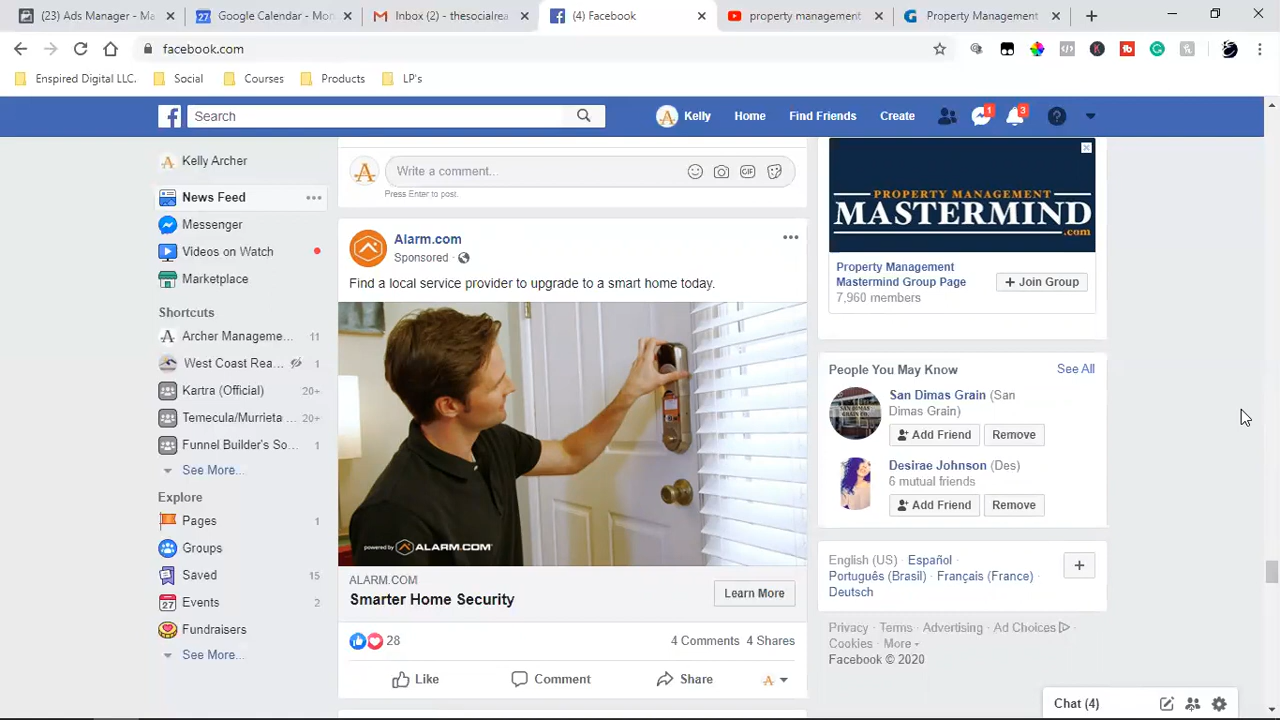 (23) Ads Manager - Ma
Google Calendar - Mon
Inbox (2) - thesocialrea
(4) Facebook
property management
Property Management
facebook.com
Enspired Digital LLC.
Social
Courses
Products
LP's
Search
Kelly
Home
Find Friends
Create
1
3
Kelly Archer
News Feed
Messenger
Videos on Watch
Marketplace
Shortcuts
Archer Manageme... 11
West Coast Rea... 1
Kartra (Official) 20+
Temecula/Murrieta ... 20+
Funnel Builder's So... 1
See More...
Explore
Pages 1
Groups
Saved 15
Events 2
Fundraisers
See More...
Write a comment...
GIF
Press Enter to post.
Alarm.com
Sponsored ·
Find a local service provider to upgrade to a smart home today.
powered by ALARM.COM
ALARM.COM
Smarter Home Security
Learn More
28
4 Comments 4 Shares
Like
Comment
Share
PROPERTY MANAGEMENT
MASTERMIND
.com
Property Management
Mastermind Group Page
7,960 members
+ Join Group
People You May Know
See All
San Dimas Grain (San
Dimas Grain)
Add Friend
Remove
Desirae Johnson (Des)
6 mutual friends
Add Friend
Remove
English (US) · Español ·
Português (Brasil) · Français (France) ·
Deutsch
Privacy · Terms · Advertising · Ad Choices ·
Cookies · More
Facebook © 2020
Chat (4)